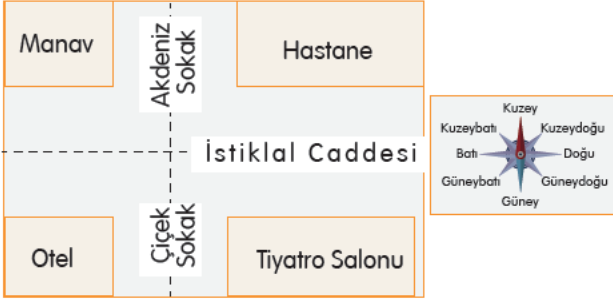 Manav
Akdeniz
Sokak
Hastane
İstiklal Caddesi
Otel
Çiçek
Sokak
Tiyatro Salonu
Kuzey
Kuzeybatı
Kuzeydoğu
Batı
Doğu
Güneybatı
Güneydoğu
Güney